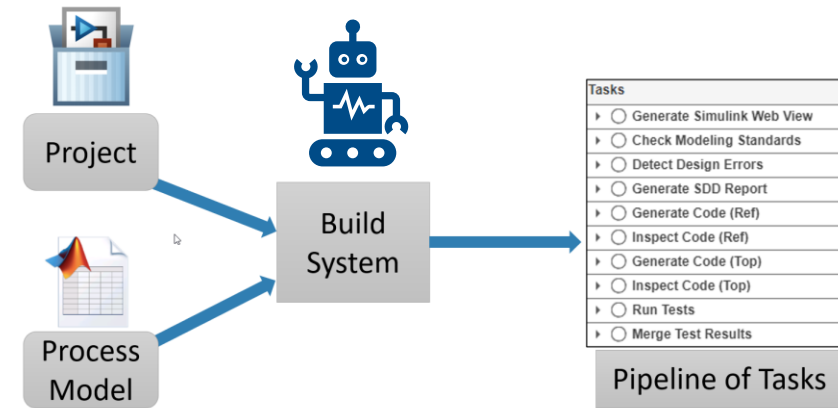 Project
Process
Model
Build
System
Tasks
Generate Simulink Web View
Check Modeling Standards
Detect Design Errors
Generate SDD Report
Generate Code (Ref)
Inspect Code (Ref)
Generate Code (Top)
Inspect Code (Top)
Run Tests
Merge Test Results
Pipeline of Tasks